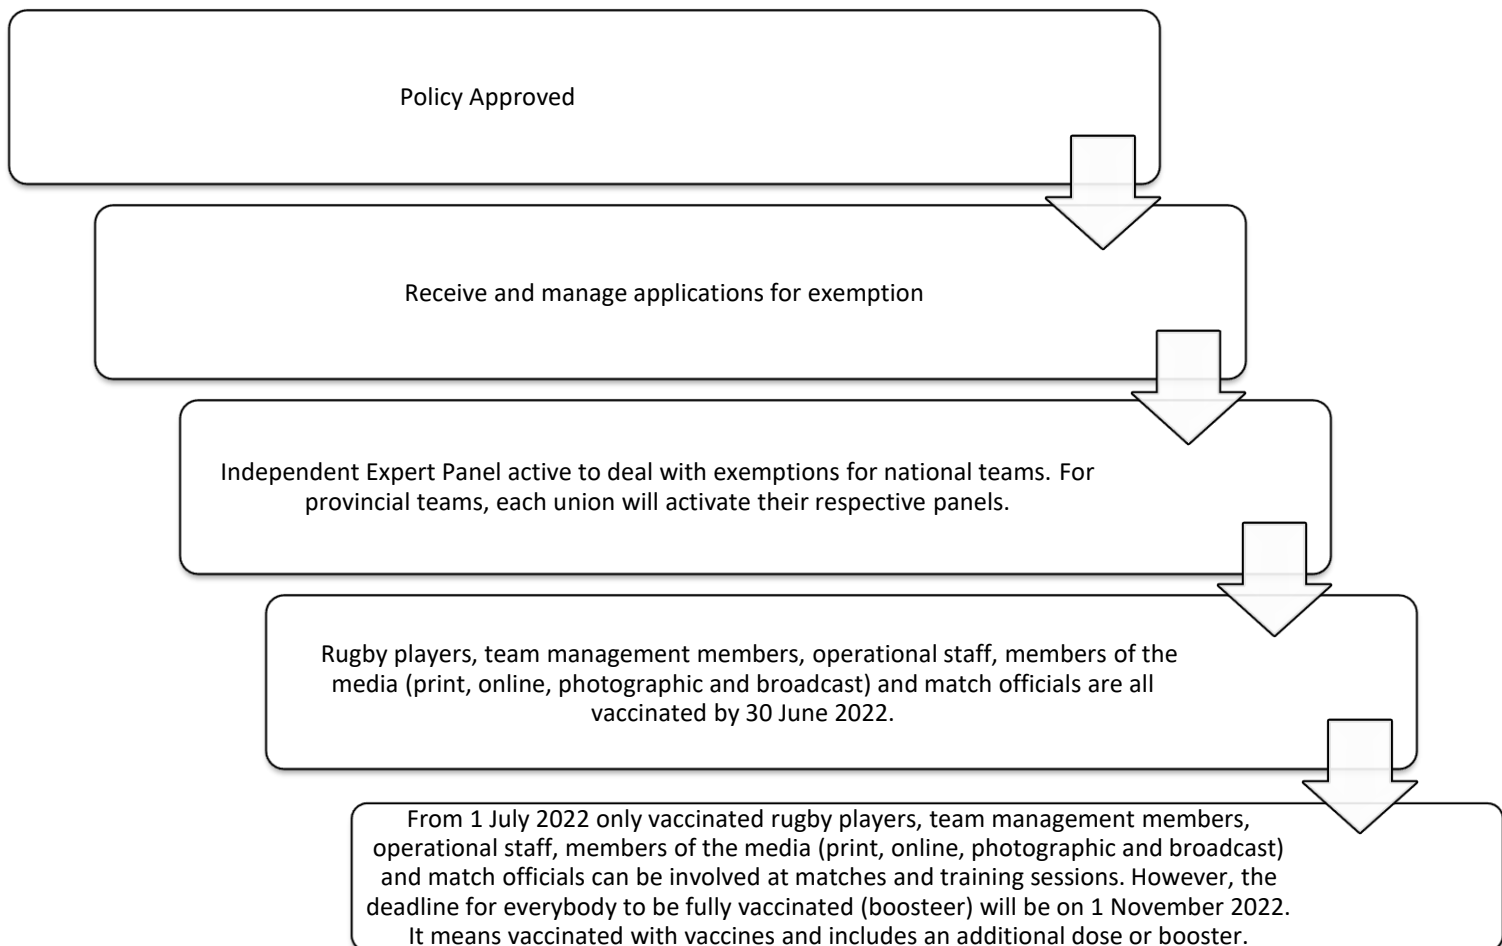 Policy Approved
Receive and manage applications for exemption
Independent Expert Panel active to deal with exemptions for national teams. For
provincial teams, each union will activate their respective panels.
Rugby players, team management members, operational staff, members of the
media (print, online, photographic and broadcast) and match officials are all
vaccinated by 30 June 2022.
From 1 July 2022 only vaccinated rugby players, team management members,
operational staff, members of the media (print, online, photographic and broadcast)
and match officials can be involved at matches and training sessions. However, the
deadline for everybody to be fully vaccinated (boosteer) will be on 1 November 2022.
It means vaccinated with vaccines and includes an additional dose or booster.